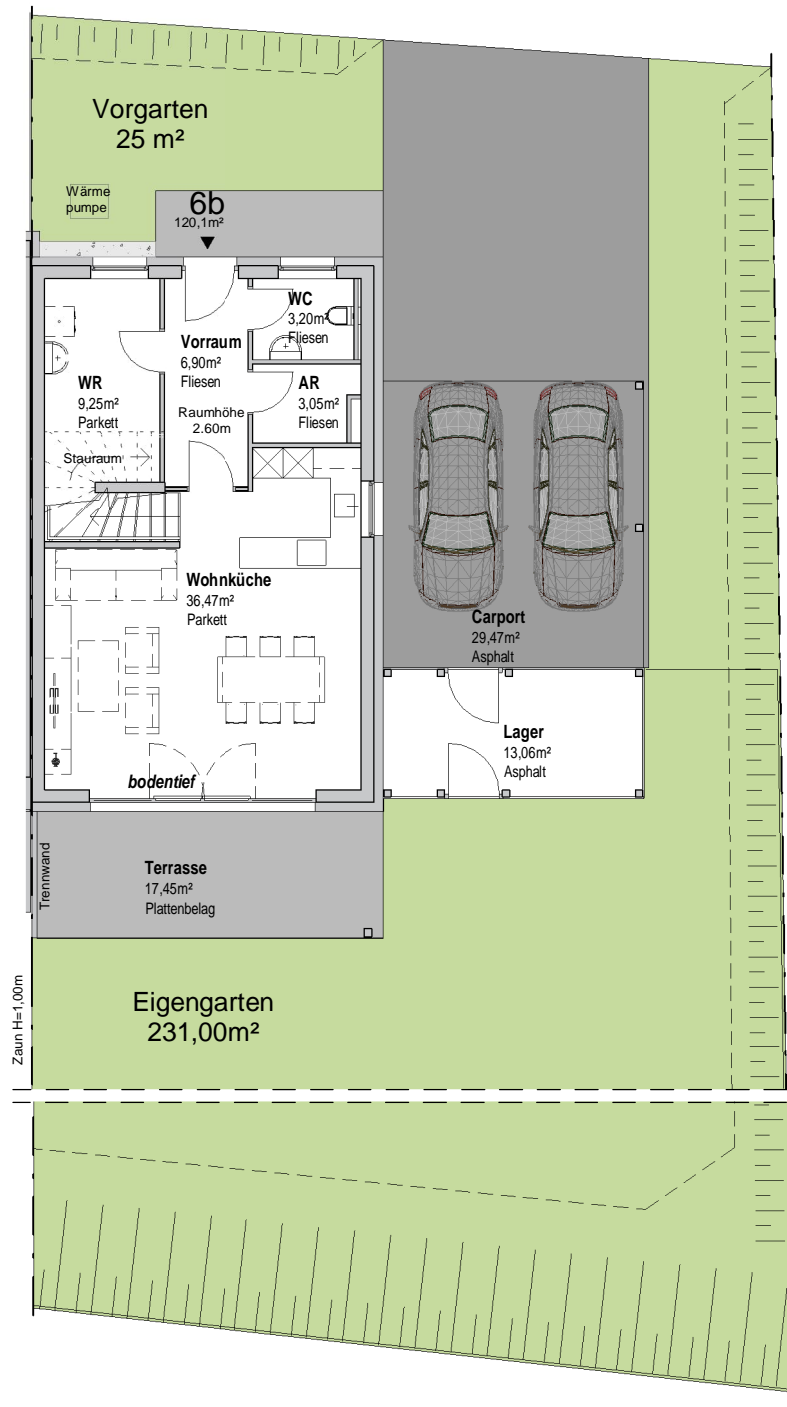 Vorgarten
25 m²
Wärme
pumpe
6b
120,1m²
WC
3,20m²
Fliesen
Vorraum
6,90m²
Fliesen
Raumhöhe
2.60m
WR
9,25m²
Parkett
AR
3,05m²
Fliesen
Stauraum
Wohnküche
36,47m²
Parkett
Carport
29,47m²
Asphalt
Lager
13,06m²
Asphalt
bodentief
Trennwand
Terrasse
17,45m²
Plattenbelag
Zaun H=1,00m
Eigengarten
231,00m²